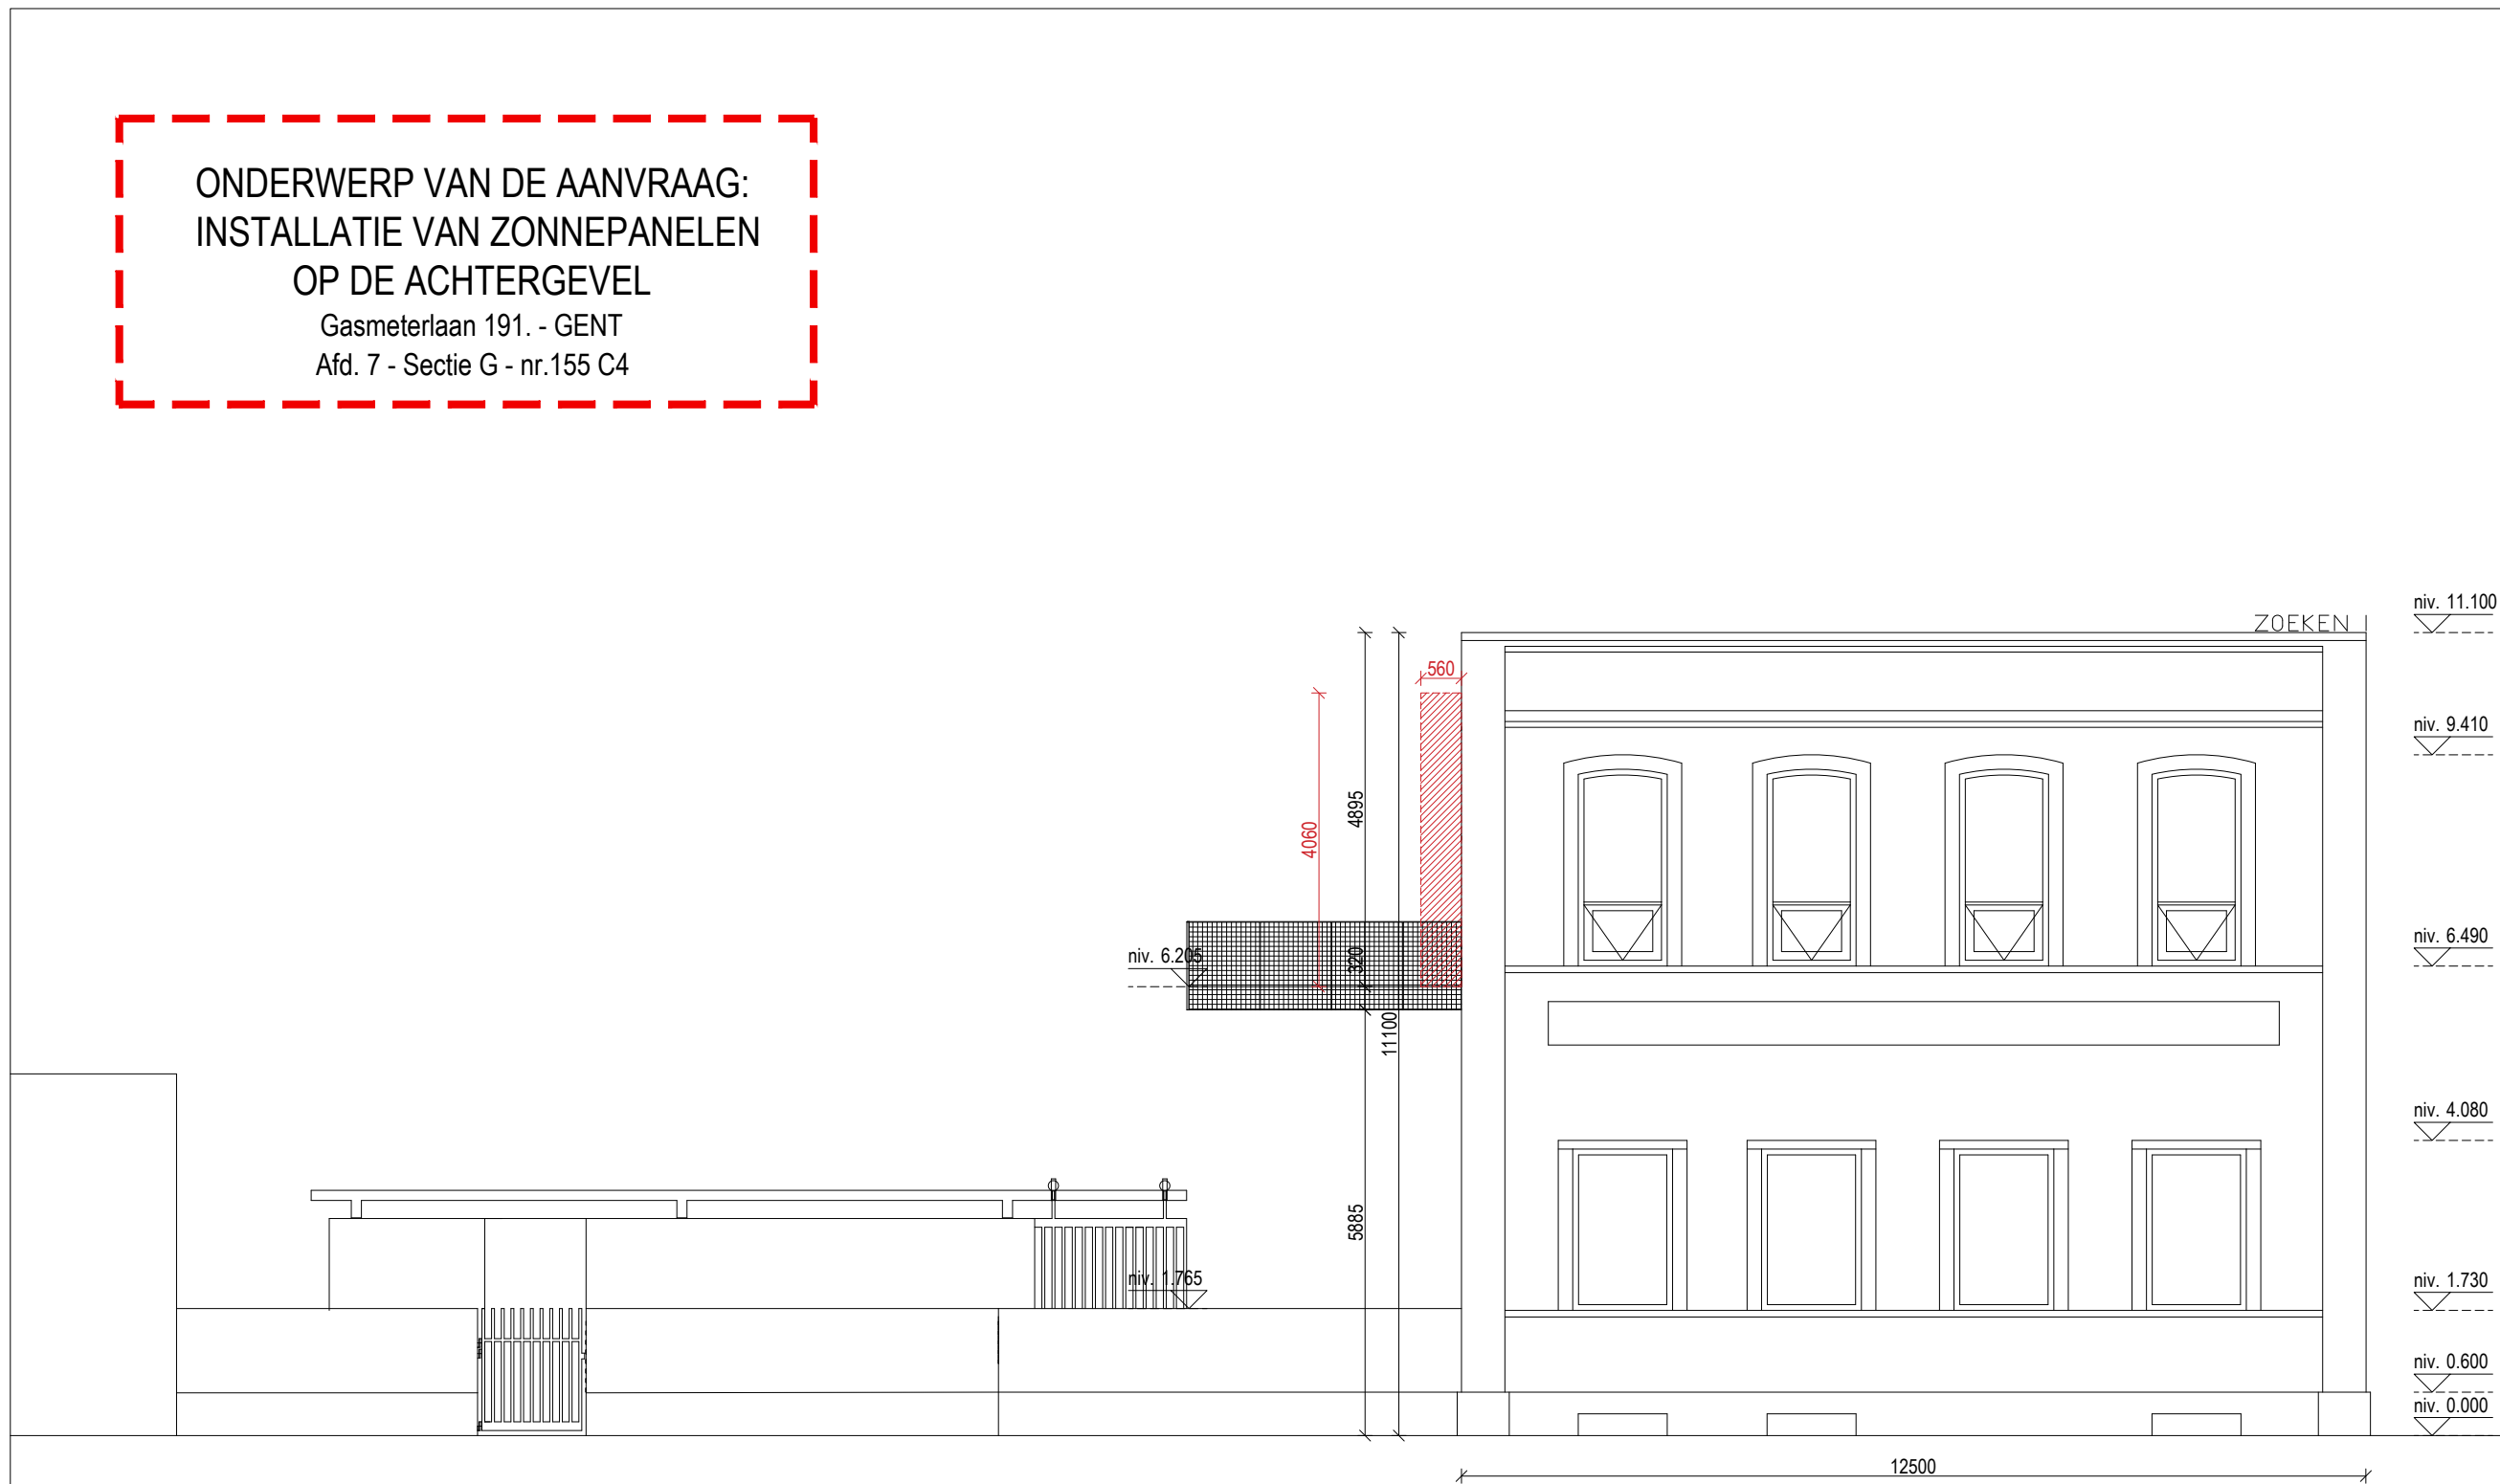 ONDERWERP VAN DE AANVRAAG:
INSTALLATIE VAN ZONNEPANELEN
OP DE ACHTERGEVEL
Gasmeterlaan 191. - GENT
Afd. 7 - Sectie G - nr.155 C4
niv. 11.100
ZOEKEN
560
niv. 9.410
4895
4060
niv. 6.490
niv. 6.205
320
11100
niv. 4.080
5885
niv. 1.765
niv. 1.730
niv. 0.600
niv. 0.000
12500